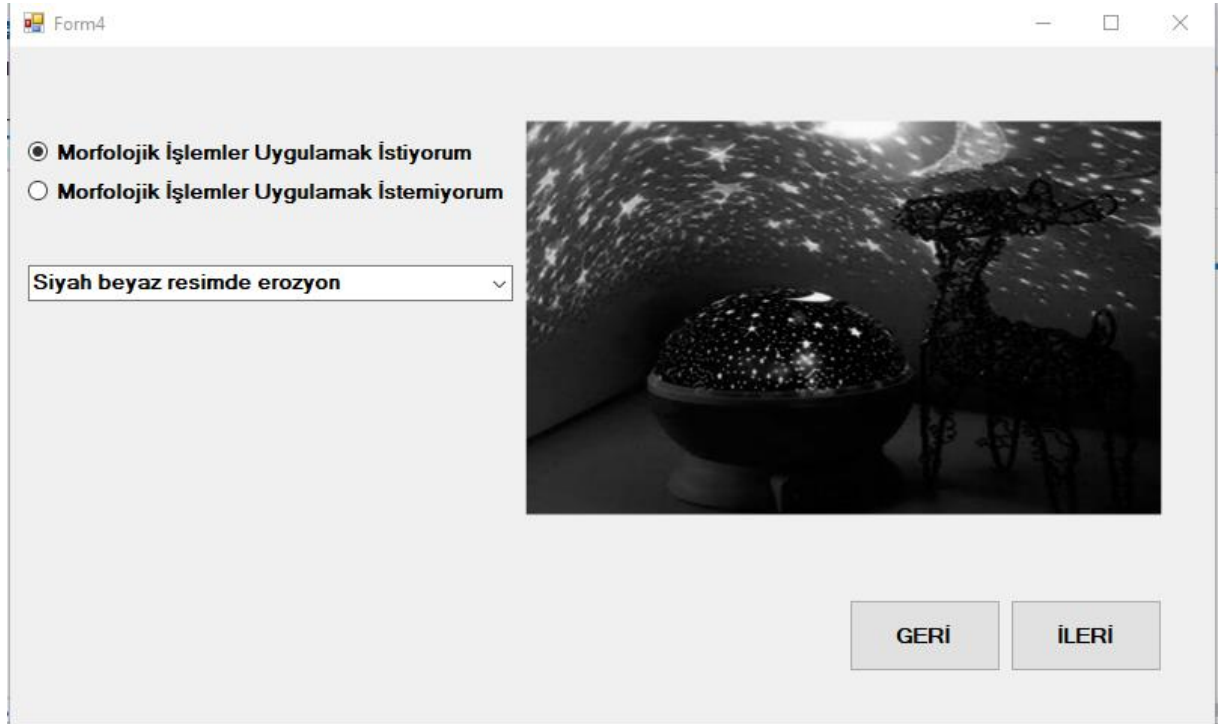 Form4
Morfolojik İşlemler Uygulamak İstiyorum
Morfolojik İşlemler Uygulamak İstemiyorum
Siyah beyaz resimde erozyon
GERİ
İLERİ